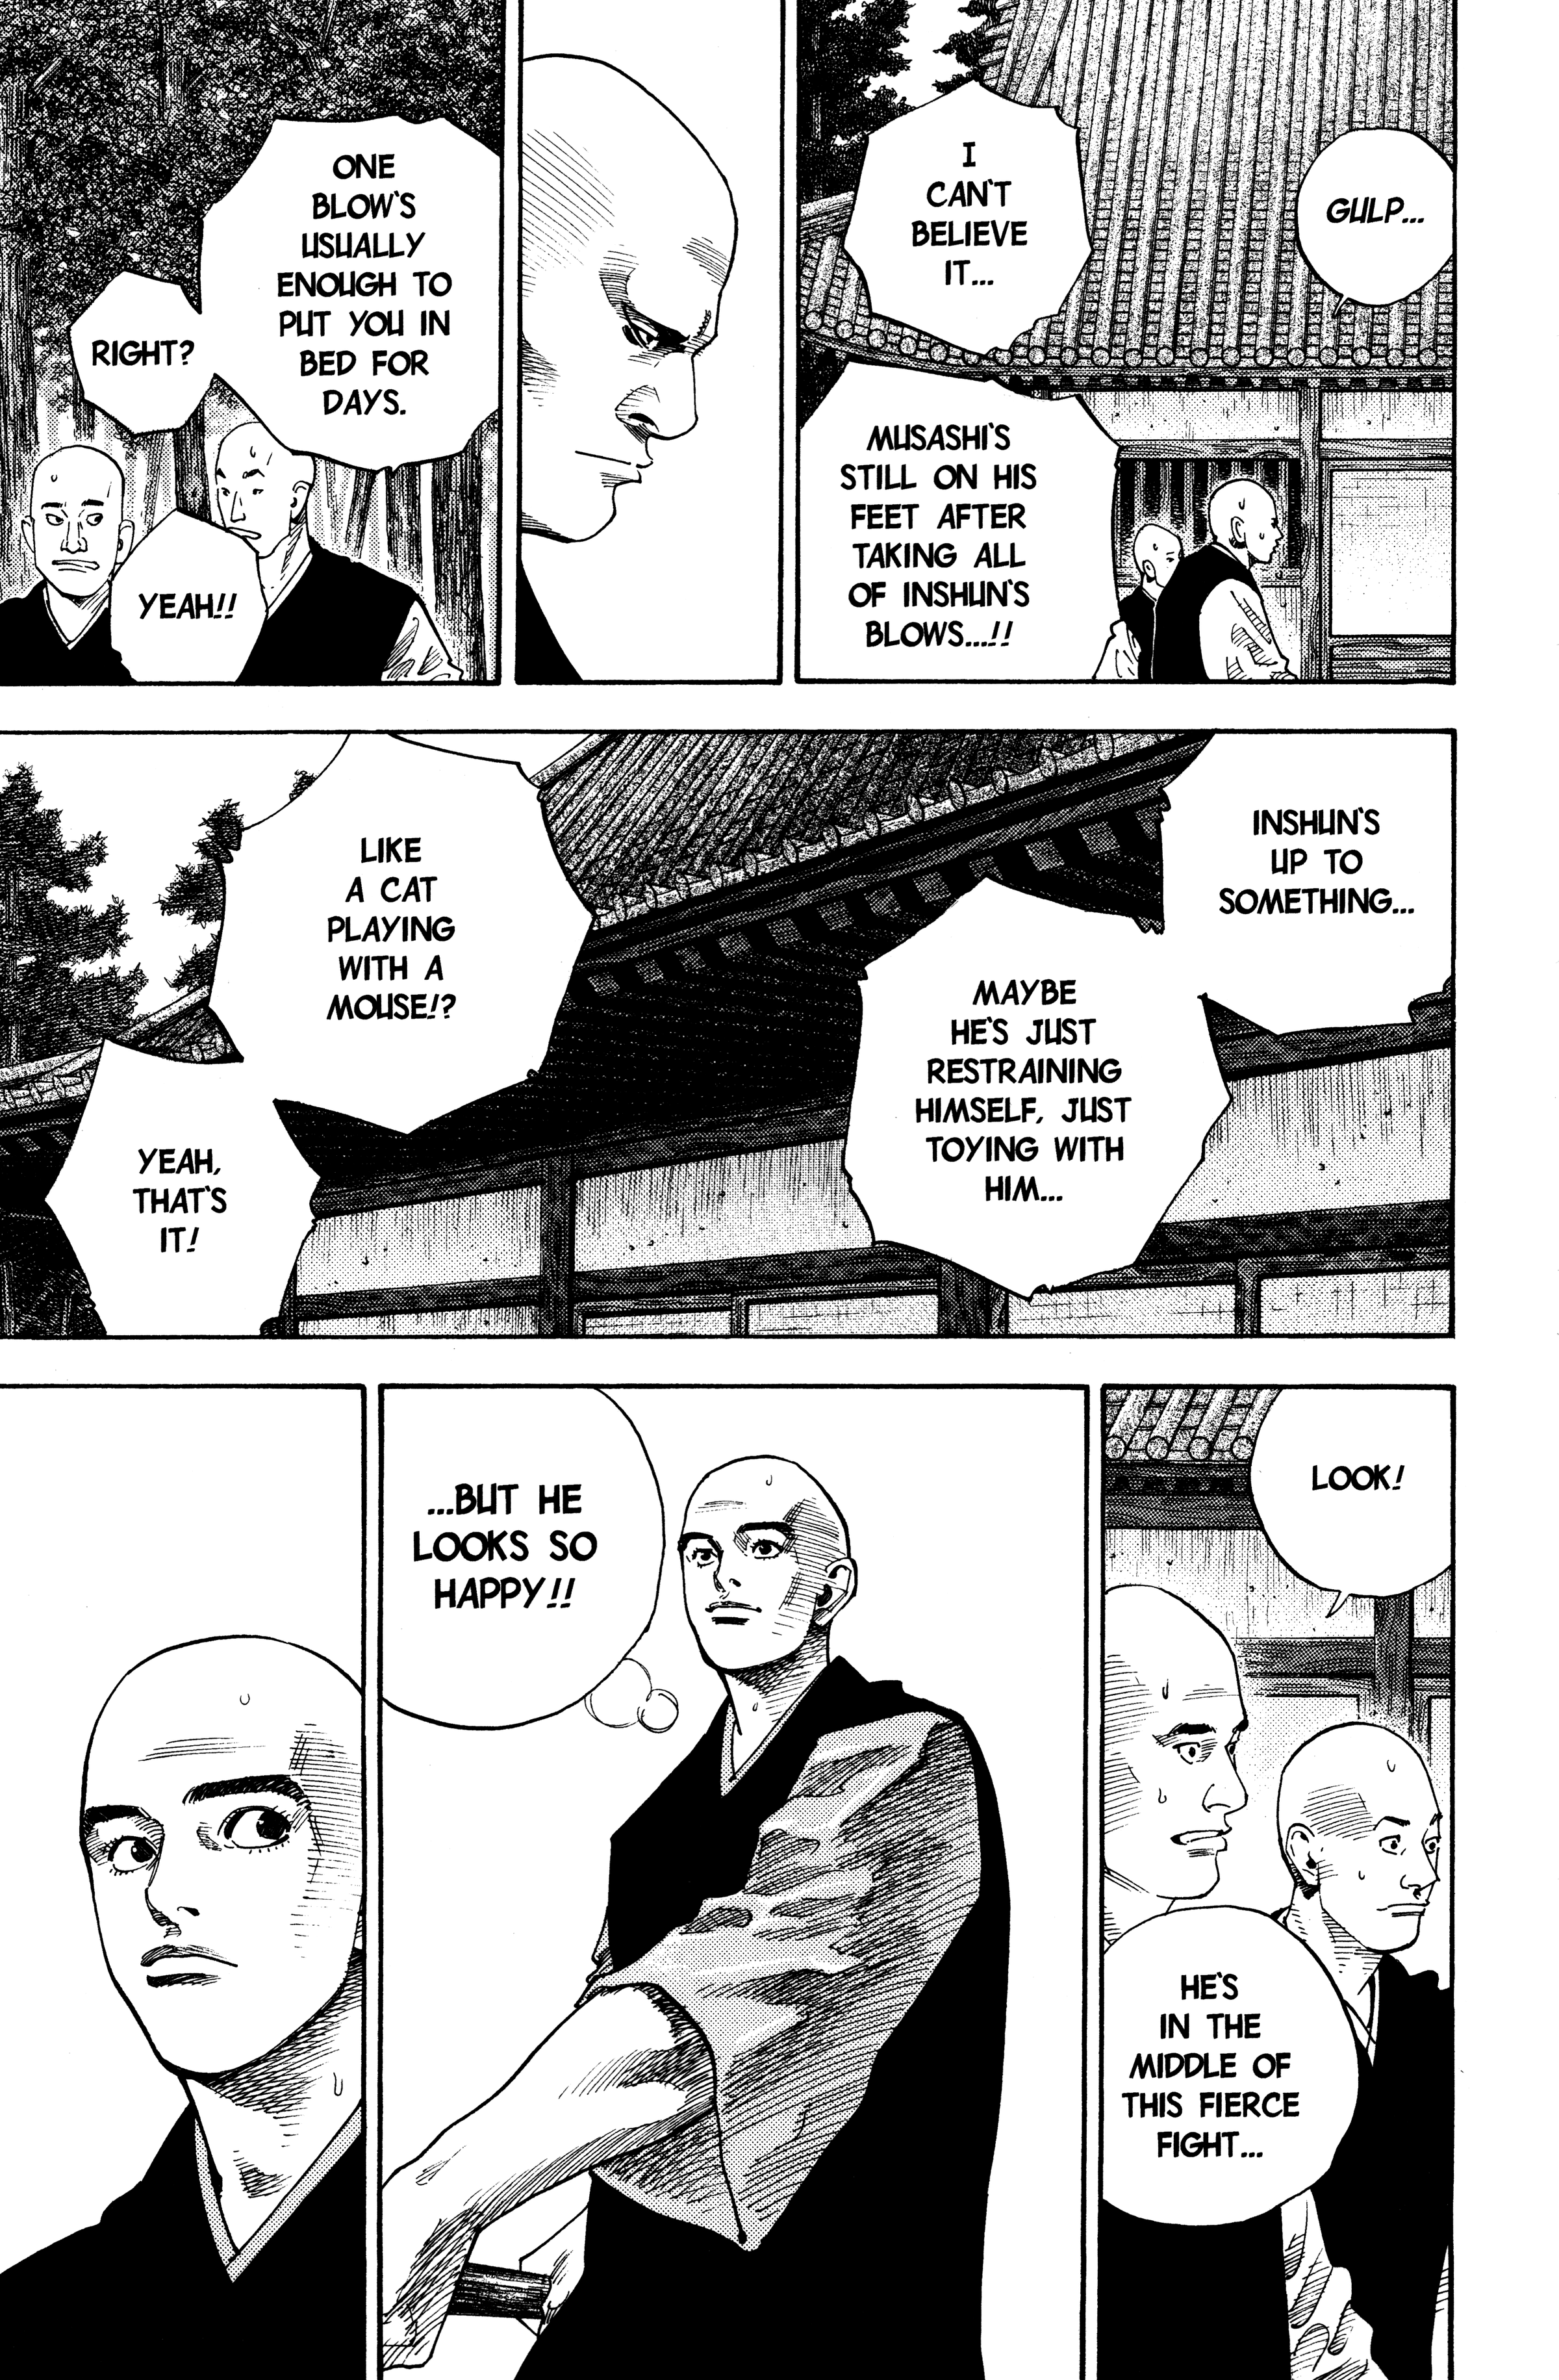 GULP...
I
CAN'T
BELIEVE
IT...
MUSASHI'S
STILL ON HIS
FEET AFTER
TAKING ALL
OF INSHUN'S
BLOWS...!!
ONE
BLOW'S
USUALLY
ENOUGH TO
PUT YOU IN
BED FOR
DAYS.
RIGHT?
YEAH!!
INSHUN'S
UP TO
SOMETHING...
MAYBE
HE'S JUST
RESTRAINING
HIMSELF, JUST
TOYING WITH
HIM...
LIKE
A CAT
PLAYING
WITH A
MOUSE!?
YEAH,
THAT'S
IT!
LOOK!
HE'S
IN THE
MIDDLE OF
THIS FIERCE
FIGHT...
...BUT HE
LOOKS SO
HAPPY!!